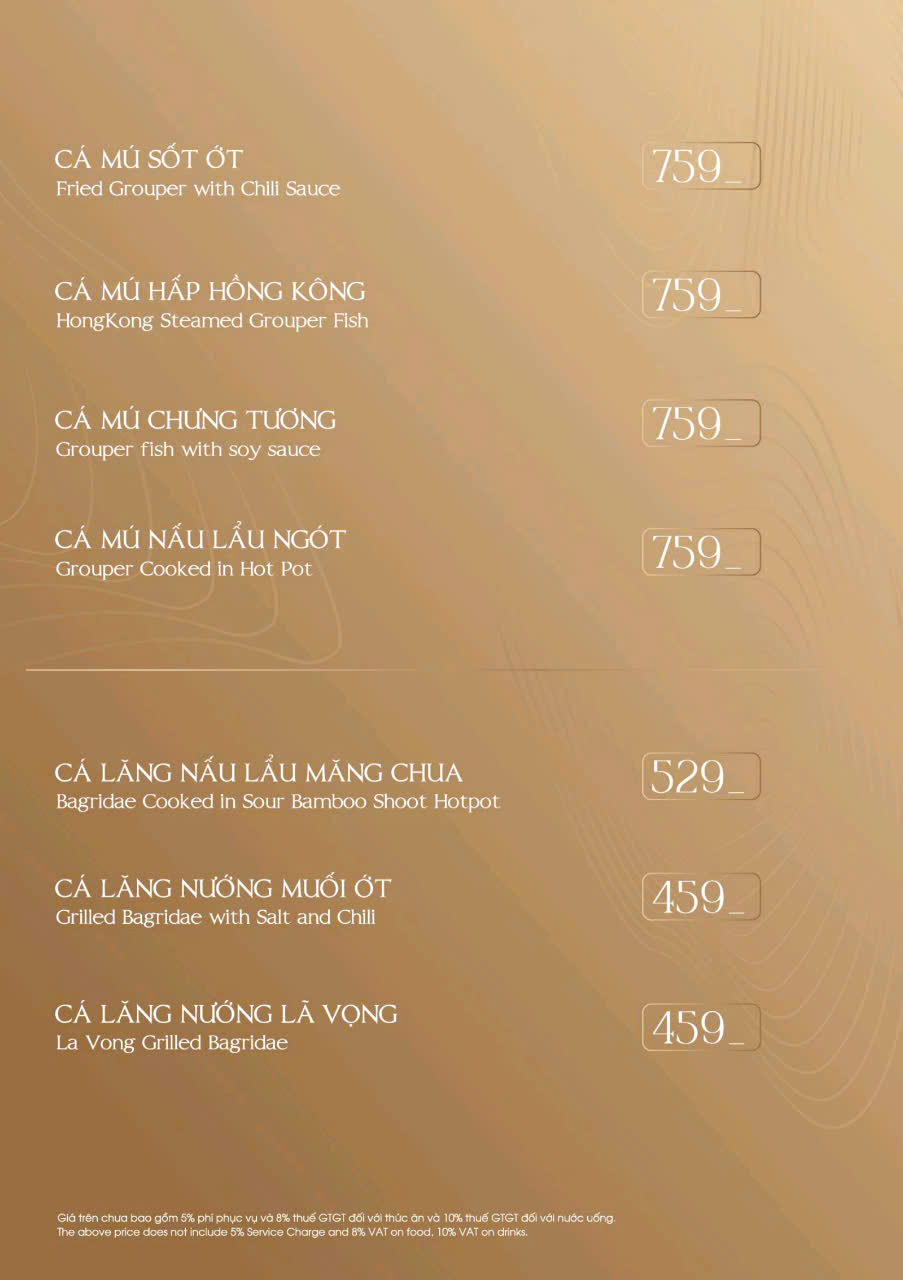 CÁ MÚ SỐT ỚT
Fried Grouper with Chili Sauce
759_
CÁ MÚ HẤP HỒNG KÔNG
HongKong Steamed Grouper Fish
759_
CÁ MÚ CHƯNG TƯƠNG
Grouper fish with soy sauce
759_
CÁ MÚ NẤU LẨU NGÓT
Grouper Cooked in Hot Pot
759_
CÁ LĂNG NẤU LẨU MĂNG CHUA
Bagridae Cooked in Sour Bamboo Shoot Hotpot
529_
CÁ LĂNG NƯỚNG MUỐI ỚT
Grilled Bagridae with Salt and Chili
459_
CÁ LĂNG NƯỚNG LÃ VỌNG
La Vong Grilled Bagridae
459_
Giá trên chưa bao gồm 5% phí phục vụ và 8% thuế GTGT đối với thức ăn và 10% thuế GTGT đối với nước uống.
The above price does not include 5% Service Charge and 8% VAT on food, 10% VAT on drinks.